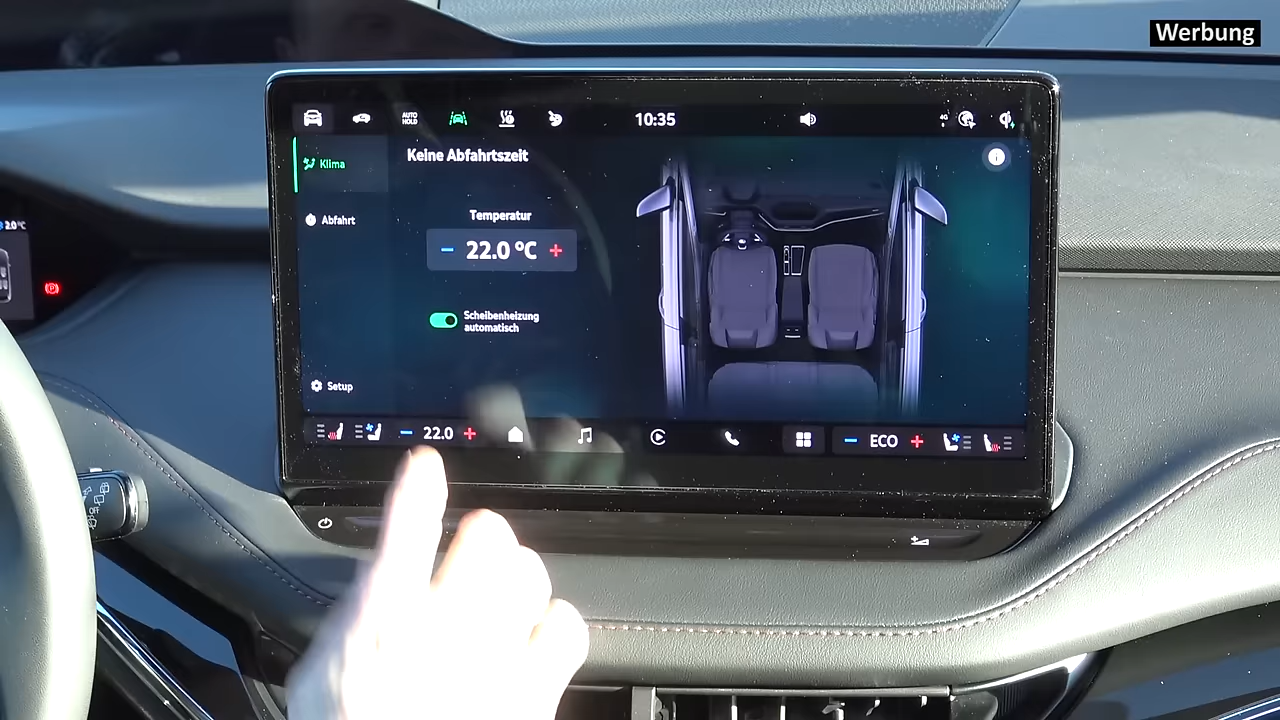 Werbung
AUTO
HOLD
10:35
4G
Klima
Keine Abfahrtszeit
Abfahrt
Temperatur
22.0 °C
Scheibenheizung
automatisch
Setup
22.0
ECO
OFF